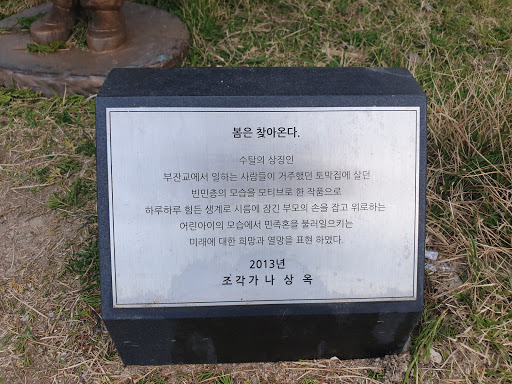 봄은 찾아온다.
수탈의 상징인
부잔교에서 일하는 사람들이 거주했던 토막집에 살던
빈민층의 모습을 모티브로 한 작품으로
하루하루 힘든 생계로 시름에 잠긴 부모의 손을 잡고 위로하는
어린아이의 모습에서 민족혼을 불러일으키는
미래에 대한 희망과 열망을 표현 하였다.
2013년
조각가 나 상 옥